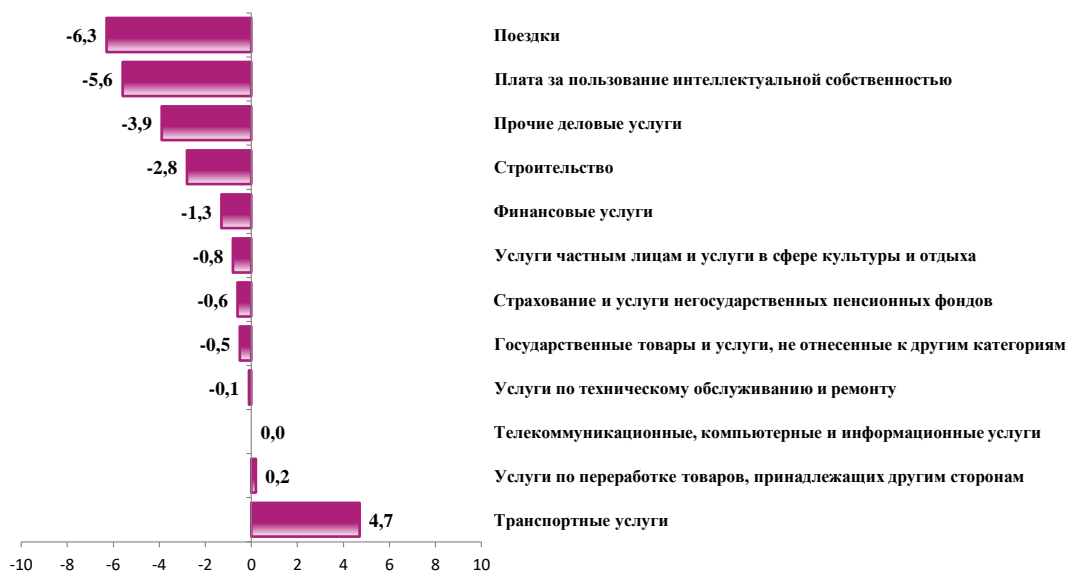 -6,3 Поездки
-5,6 Плата за пользование интеллектуальной собственностью
-3,9 Прочие деловые услуги
-2,8 Строительство
-1,3 Финансовые услуги
-0,8 Услуги частным лицам и услуги в сфере культуры и отдыха
-0,6 Страхование и услуги негосударственных пенсионных фондов
-0,5 Государственные товары и услуги, не отнесенные к другим категориям
-0,1 Услуги по техническому обслуживанию и ремонту
0,0 Телекоммуникационные, компьютерные и информационные услуги
0,2 Услуги по переработке товаров, принадлежащих другим сторонам
4,7 Транспортные услуги
-10 -8 -6 -4 -2 0 2 4 6 8 10